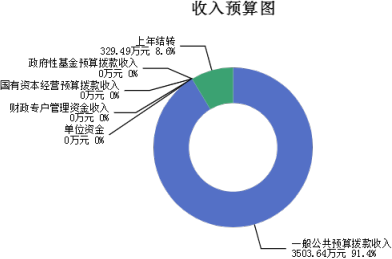 收入预算图
上年结转
329.49万元 8.6%
政府性基金预算拨款收入
0万元 0%
国有资本经营预算拨款收入
0万元 0%
财政专户管理资金收入
0万元 0%
单位资金
0万元 0%
一般公共预算拨款收入
3503.64万元 91.4%